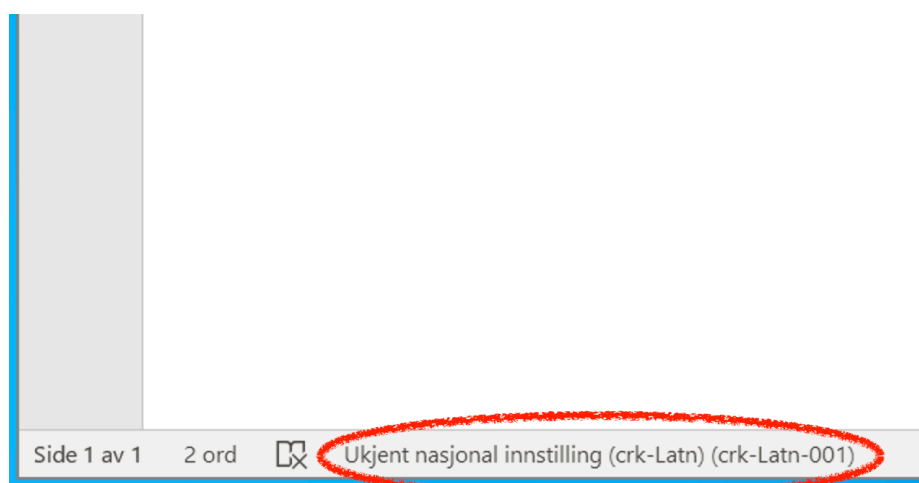 Side 1 av 1 2 ord Ukjent nasjonal innstilling (crk-Latn) (crk-Latn-001)